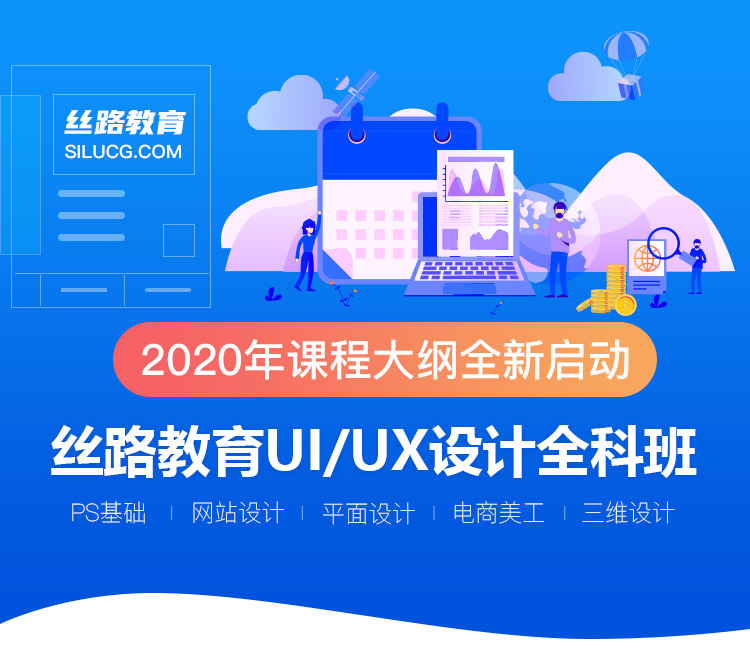 丝路教育
SILUCG.COM
2020年课程大纲全新启动
丝路教育UI/UX设计全科班
PS基础 | 网站设计 | 平面设计 | 电商美工 | 三维设计